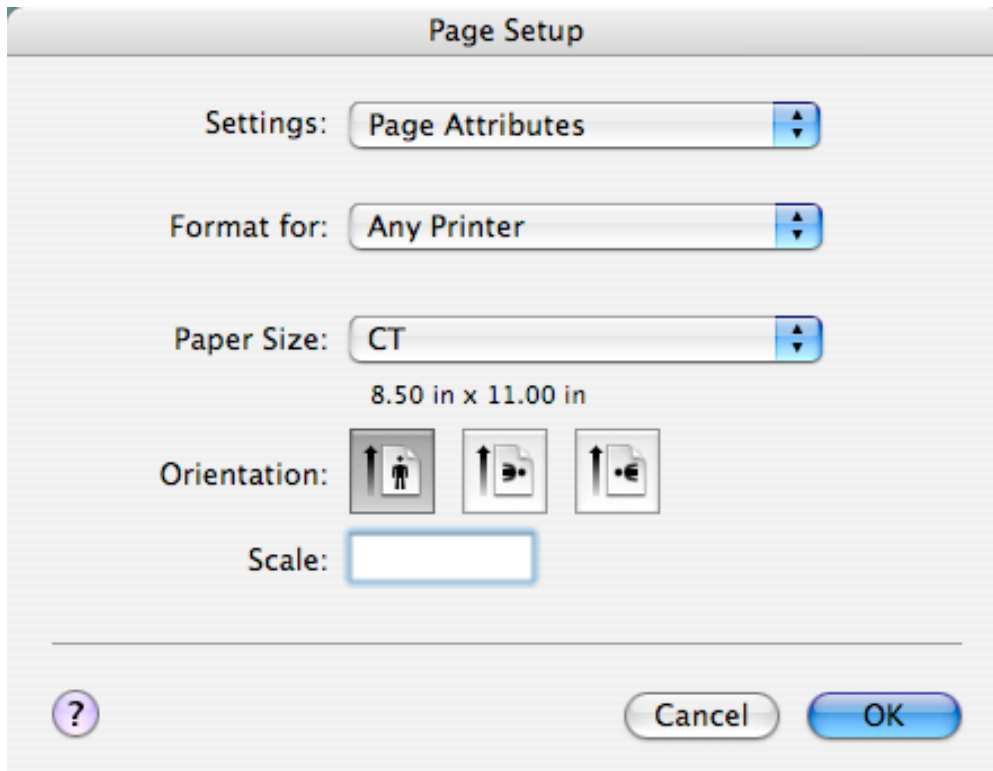 Page Setup
Settings: Page Attributes
Format for: Any Printer
Paper Size: CT
8.50 in x 11.00 in
Orientation:
Scale:
? Cancel OK